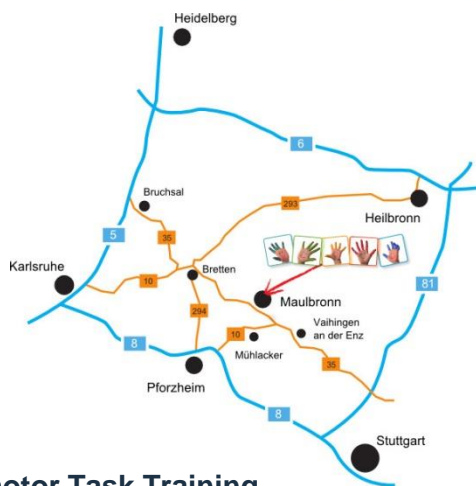 Heidelberg
6
Bruchsal
293
Heilbronn
5
35
Karlsruhe
10
Bretten
81
Maulbronn
294
Vaihingen
an der Enz
8
10
Mühlacker
35
Pforzheim
8
Stuttgart
otor Task Training